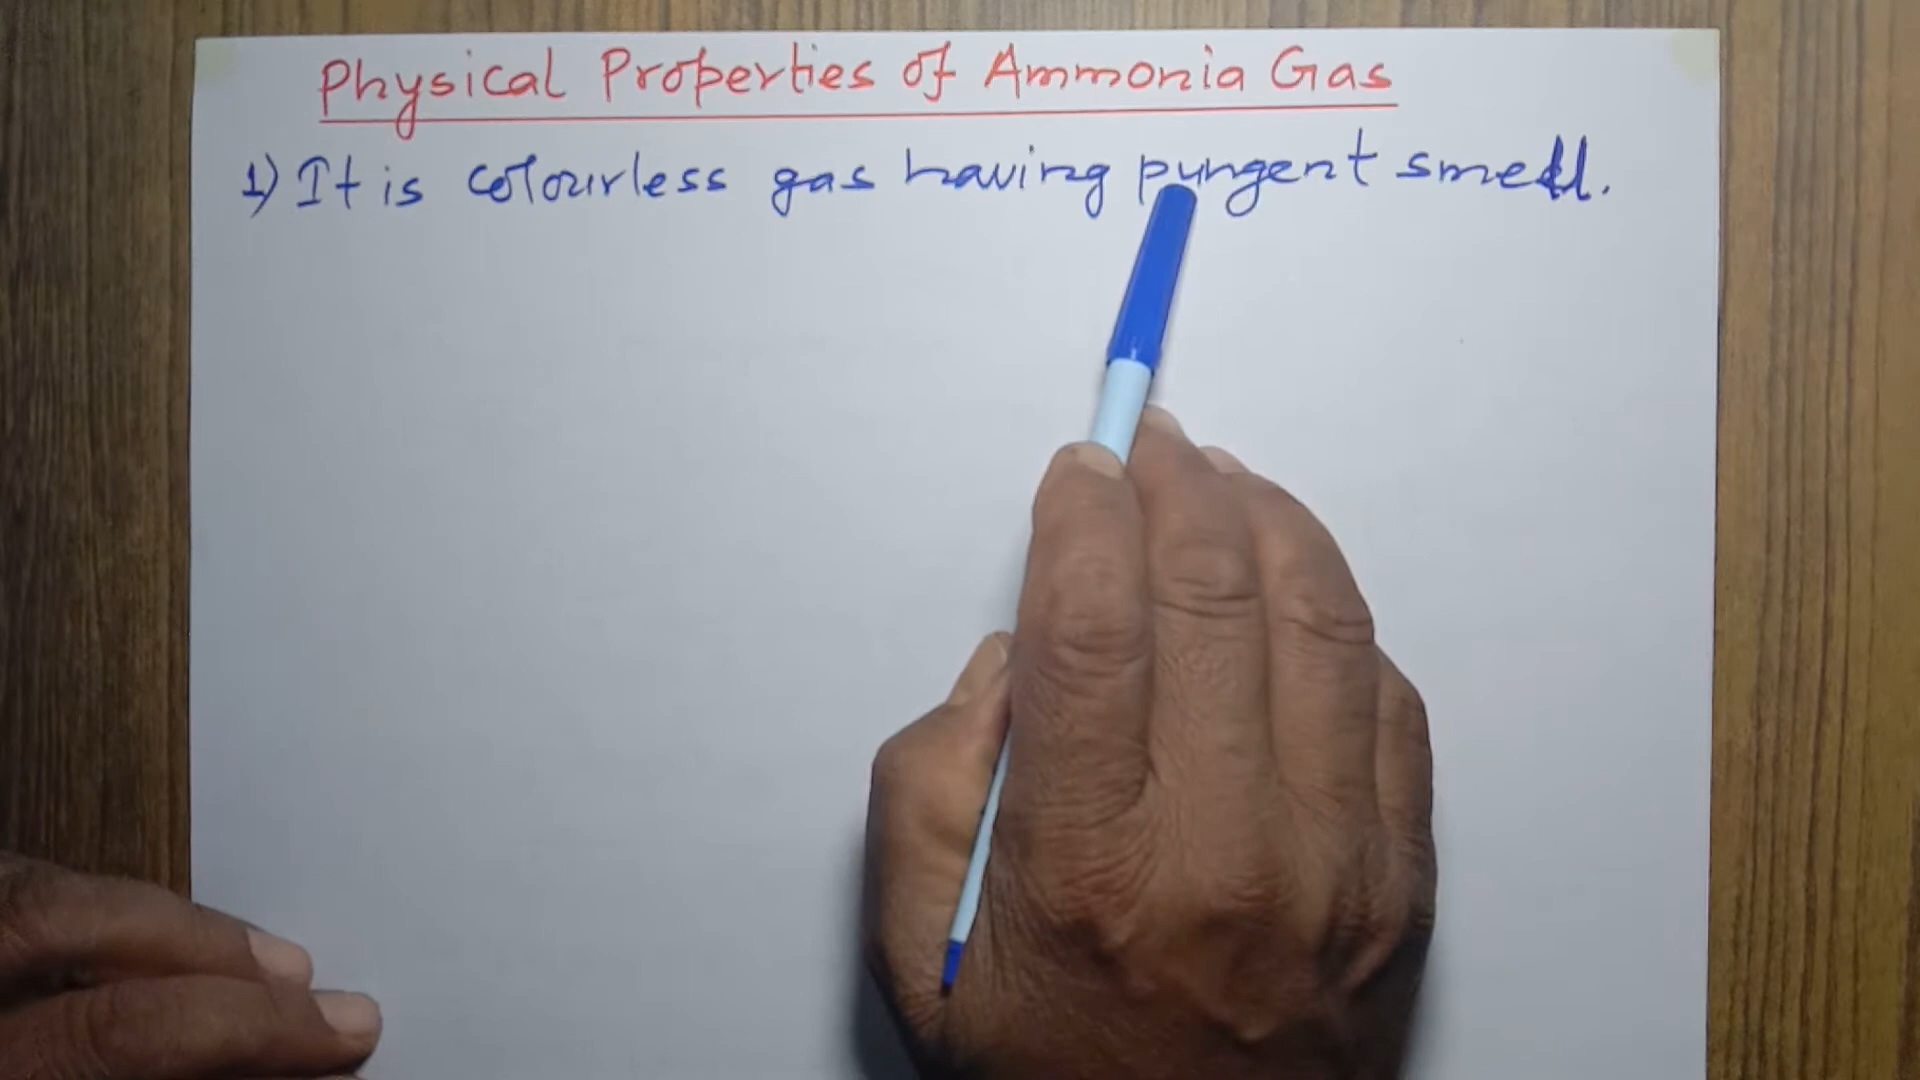 Physical Properties of Ammonia Gas
1) It is colourless gas having pungent smell.